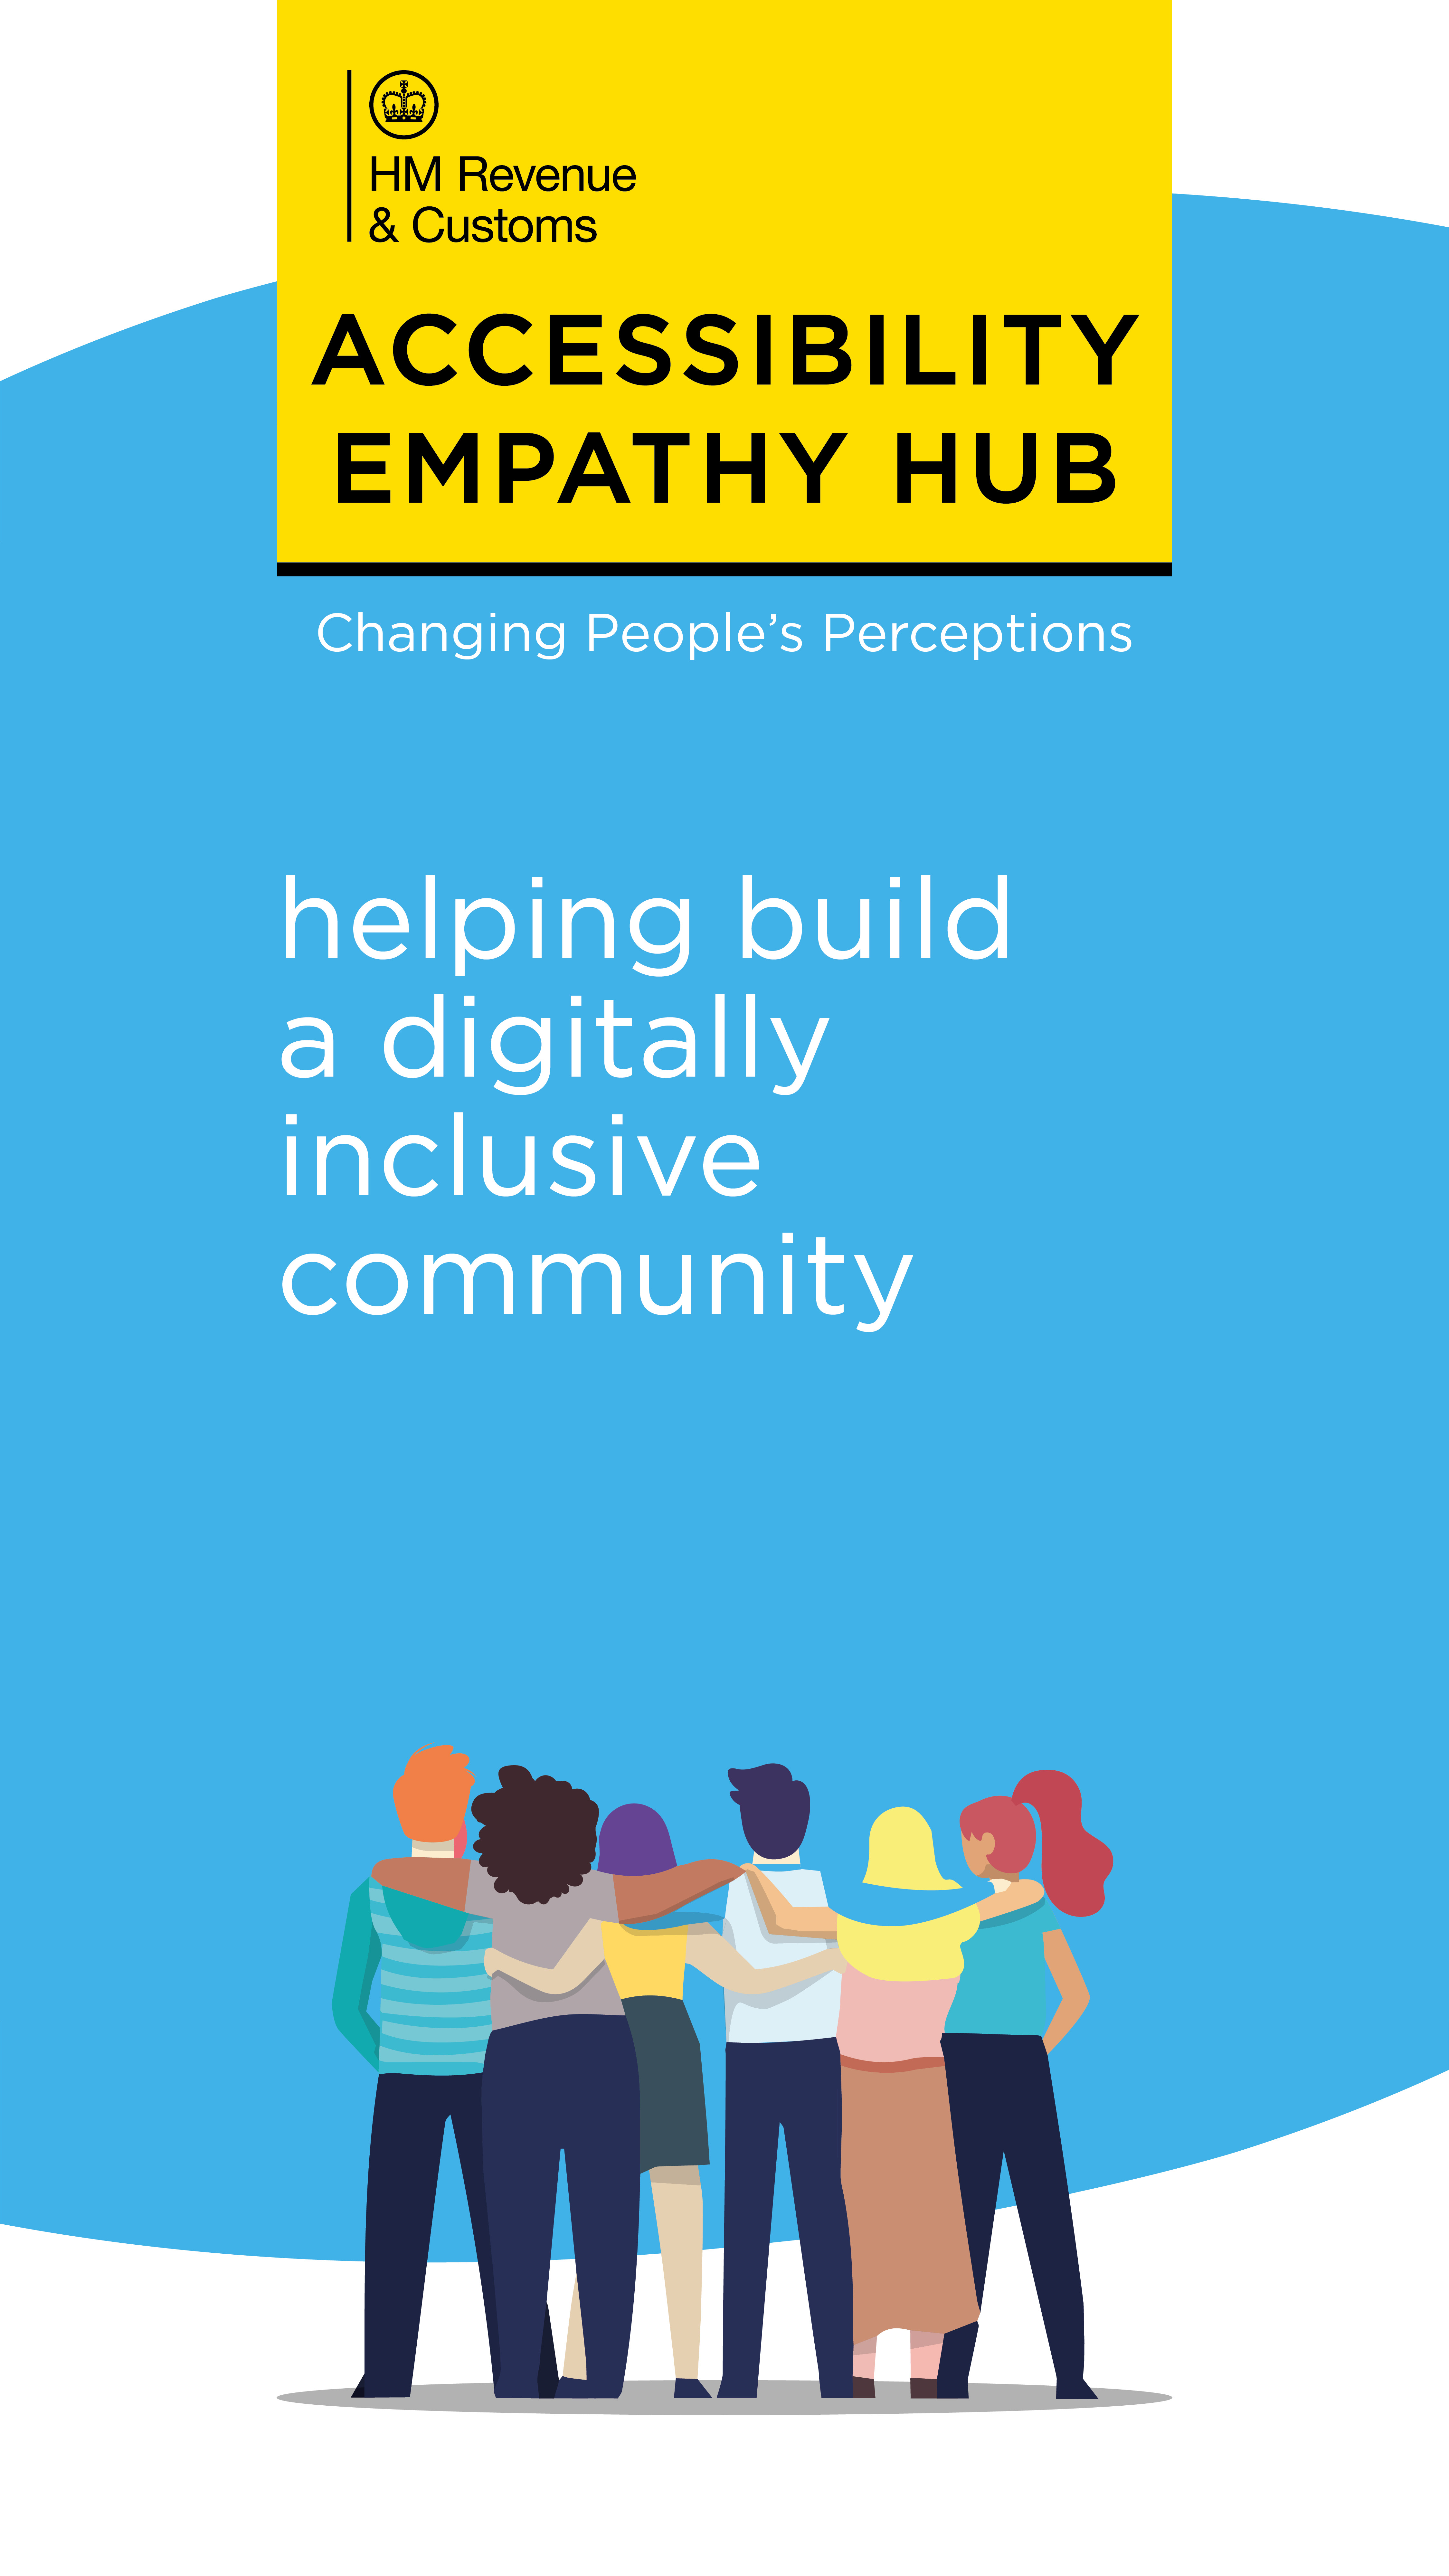 HM Revenue
& Customs
ACCESSIBILITY
EMPATHY HUB
Changing People’s Perceptions
helping build
a digitally
inclusive
community